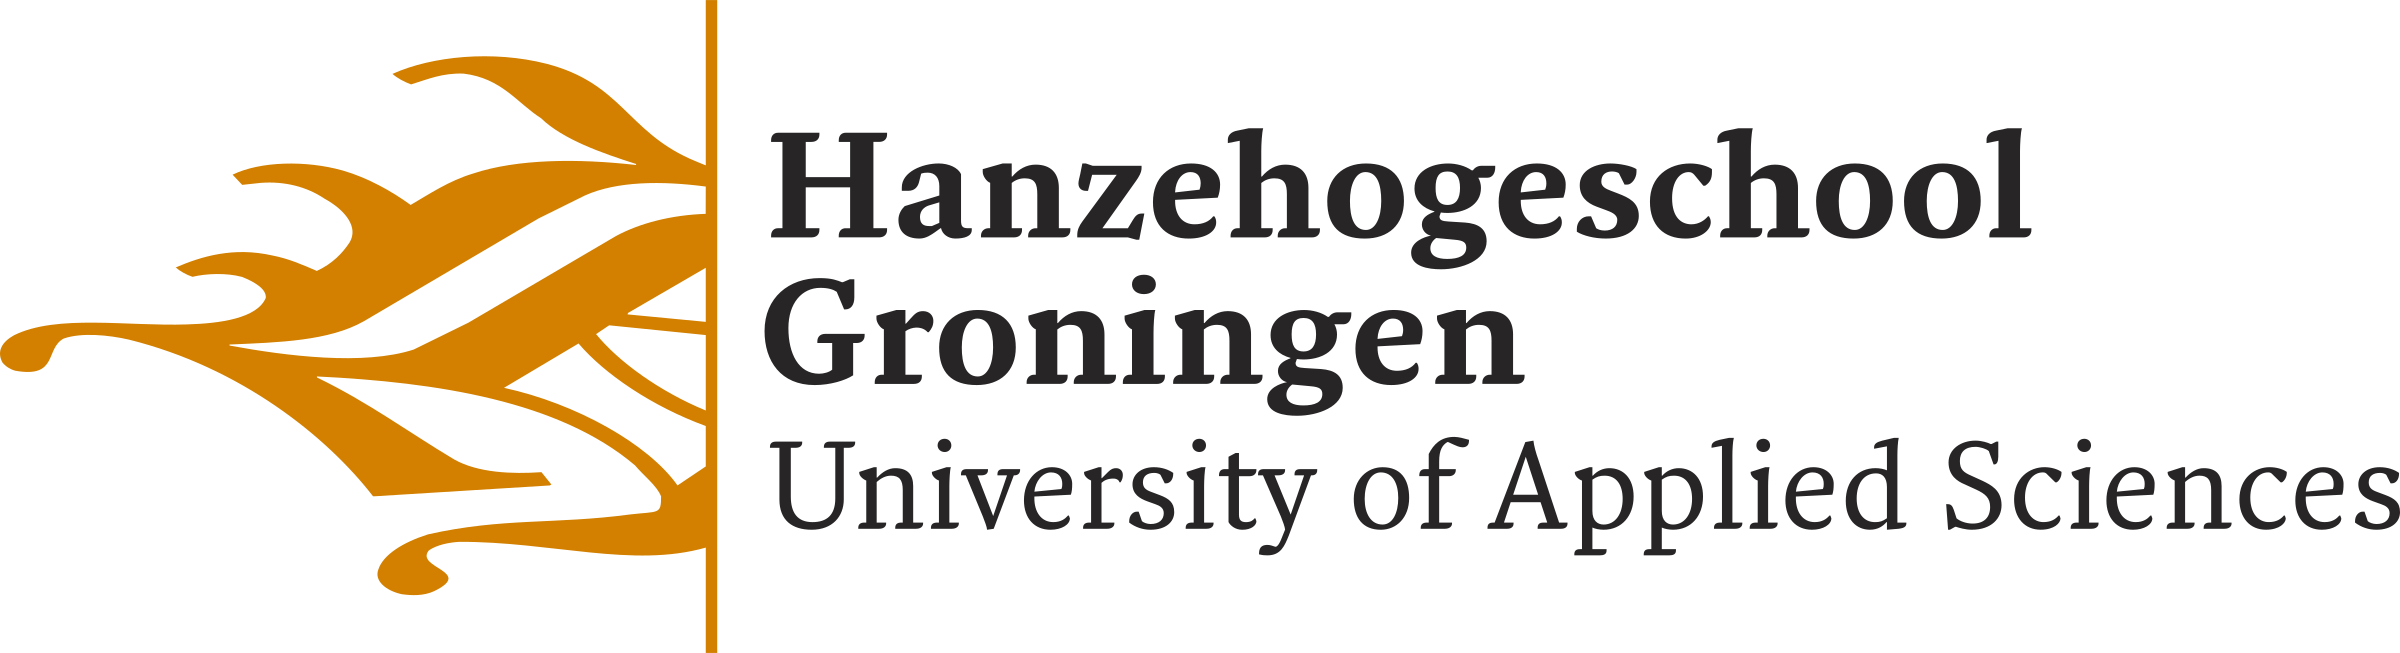 Hanzehogeschool
Groningen
University of Applied Sciences